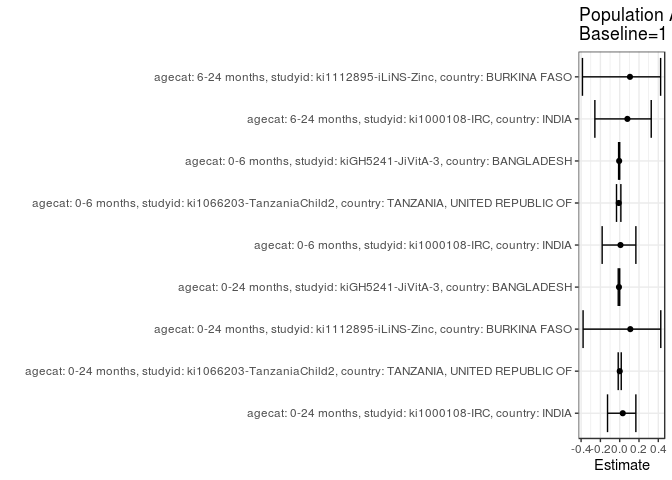 Population A
Baseline=1
agecat: 6-24 months, studyid: ki1112895-iLiNS-Zinc, country: BURKINA FASO
agecat: 6-24 months, studyid: ki1000108-IRC, country: INDIA
agecat: 0-6 months, studyid: kiGH5241-JiVitA-3, country: BANGLADESH
agecat: 0-6 months, studyid: ki1066203-TanzaniaChild2, country: TANZANIA, UNITED REPUBLIC OF
agecat: 0-6 months, studyid: ki1000108-IRC, country: INDIA
agecat: 0-24 months, studyid: kiGH5241-JiVitA-3, country: BANGLADESH
agecat: 0-24 months, studyid: ki1112895-iLiNS-Zinc, country: BURKINA FASO
agecat: 0-24 months, studyid: ki1066203-TanzaniaChild2, country: TANZANIA, UNITED REPUBLIC OF
agecat: 0-24 months, studyid: ki1000108-IRC, country: INDIA
-0.4 -0.2 0.0 0.2 0.4
Estimate